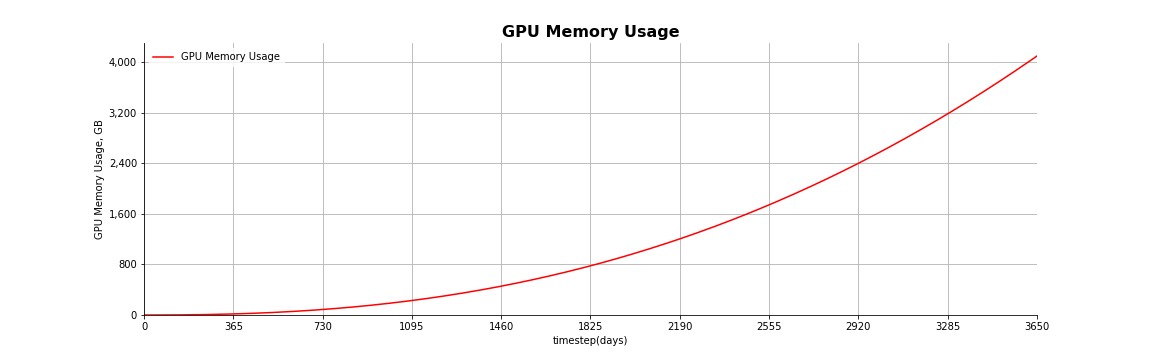 GPU Memory Usage
GPU Memory Usage
4,000
3,200
2,400
1,600
800
0
GPU Memory Usage, GB
0 365 730 1095 1460 1825 2190 2555 2920 3285 3650
timestep(days)